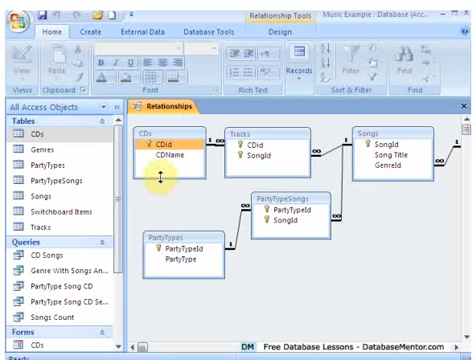 Relationship Tools Music Example : Database (Acc...
Home Create External Data Database Tools Design
View Paste Records Filter Find
Views Clipboard Font Rich Text Sort & Filter Find
All Access Objects
Relationships
Tables
CDs
Genres
PartyTypes
PartyTypeSongs
Songs
Switchboard Items
Tracks
Queries
CD Songs
Genre With Songs An...
Party Type Song CD
Party Type Song CD Se...
Songs Count
Forms
CDs
CDs
CDid
CDName
Tracks
CDid
SongId
Songs
SongId
Song Title
GenreId
PartyTypeSongs
PartyTypeId
SongId
PartyTypes
PartyTypeId
PartyType
1 ∞
∞ 1
1 ∞
∞
DM Free Database Lessons - DatabaseMentor.com
Ready